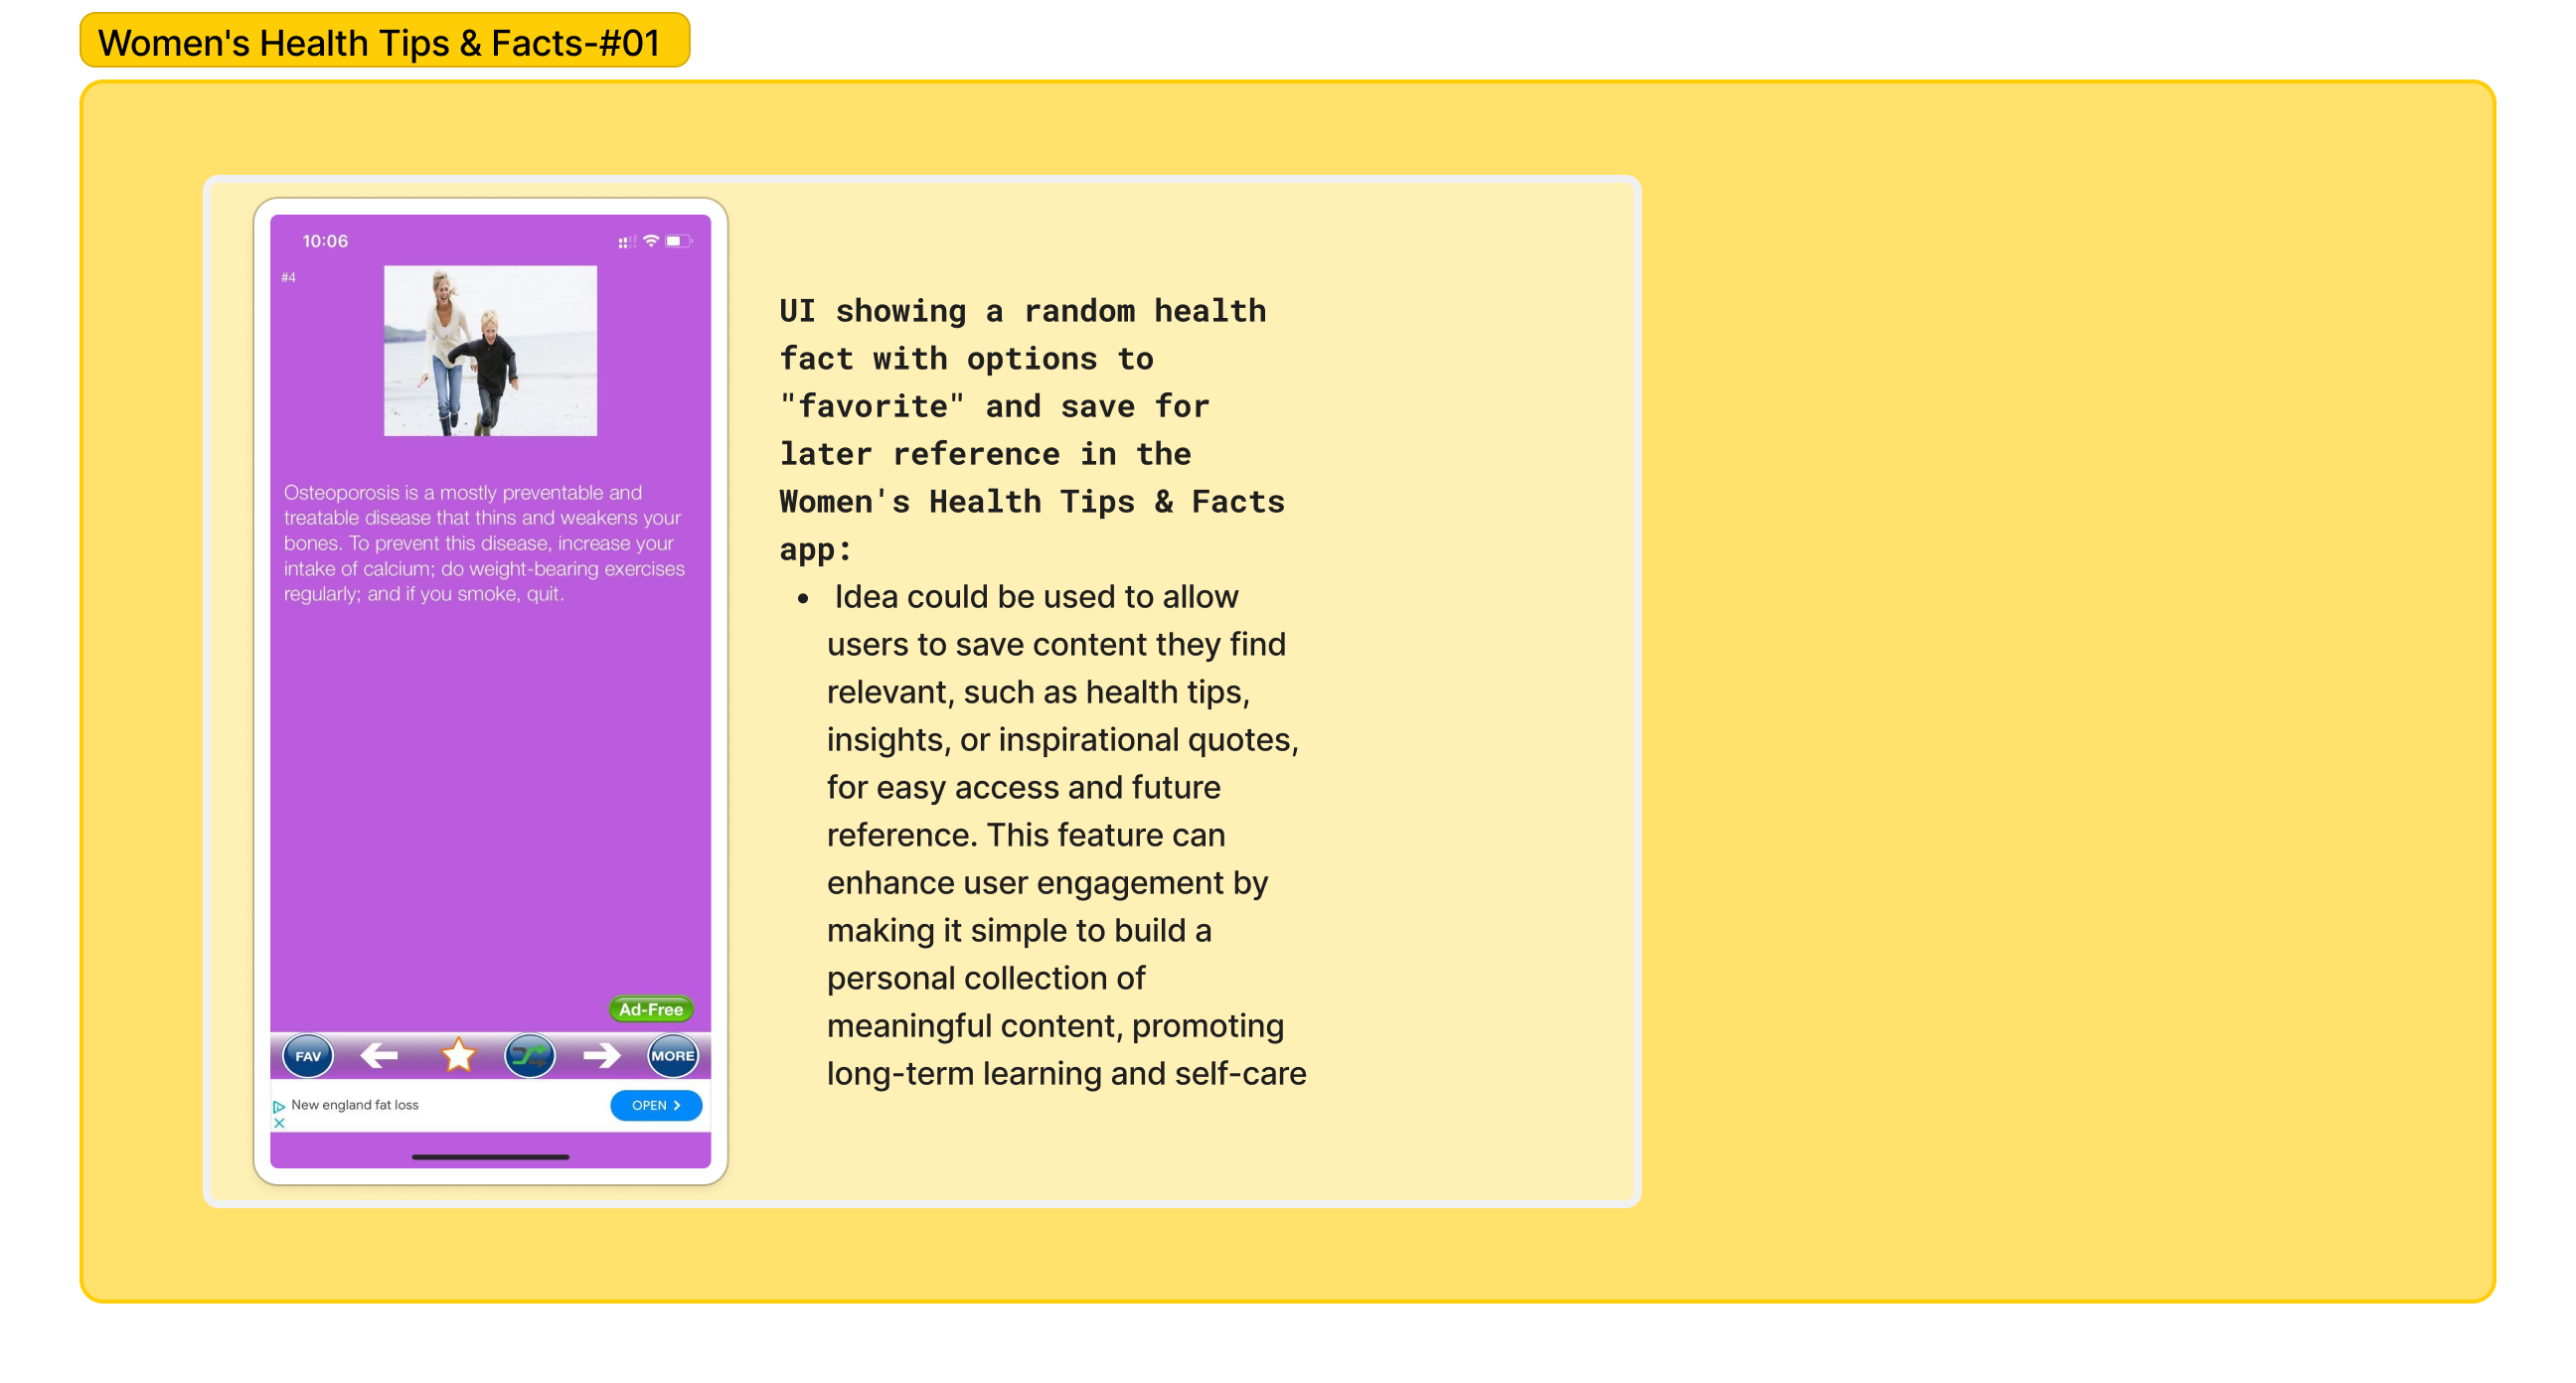 Women's Health Tips & Facts-#01
10:06
#4
Osteoporosis is a mostly preventable and
treatable disease that thins and weakens your
bones. To prevent this disease, increase your
intake of calcium; do weight-bearing exercises
regularly; and if you smoke, quit.
Ad-Free
FAV
MORE
New england fat loss
OPEN
UI showing a random health
fact with options to
"favorite" and save for
later reference in the
Women's Health Tips & Facts
app:
• Idea could be used to allow
users to save content they find
relevant, such as health tips,
insights, or inspirational quotes,
for easy access and future
reference. This feature can
enhance user engagement by
making it simple to build a
personal collection of
meaningful content, promoting
long-term learning and self-care